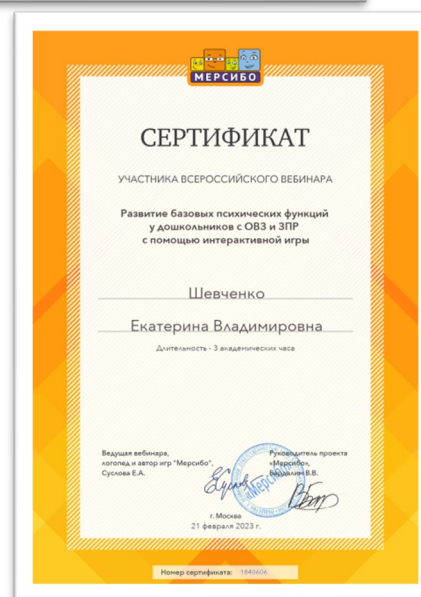 МЕРСИБО
СЕРТИФИКАТ
УЧАСТНИКА ВСЕРОССИЙСКОГО ВЕБИНАРА
Развитие базовых психических функций
у дошкольников с ОВЗ и ЗПР
с помощью интерактивной игры
Шевченко
Екатерина Владимировна
Длительность - 3 академических часа
Ведущая вебинара,
логопед и автор игр "Мерсибо",
Суслова Е.А.
Руководитель проекта
«Мерсибо»,
В.В.
Мерсибо
г. Москва
21 февраля 2023 г.
Номер сертификата: 1840606